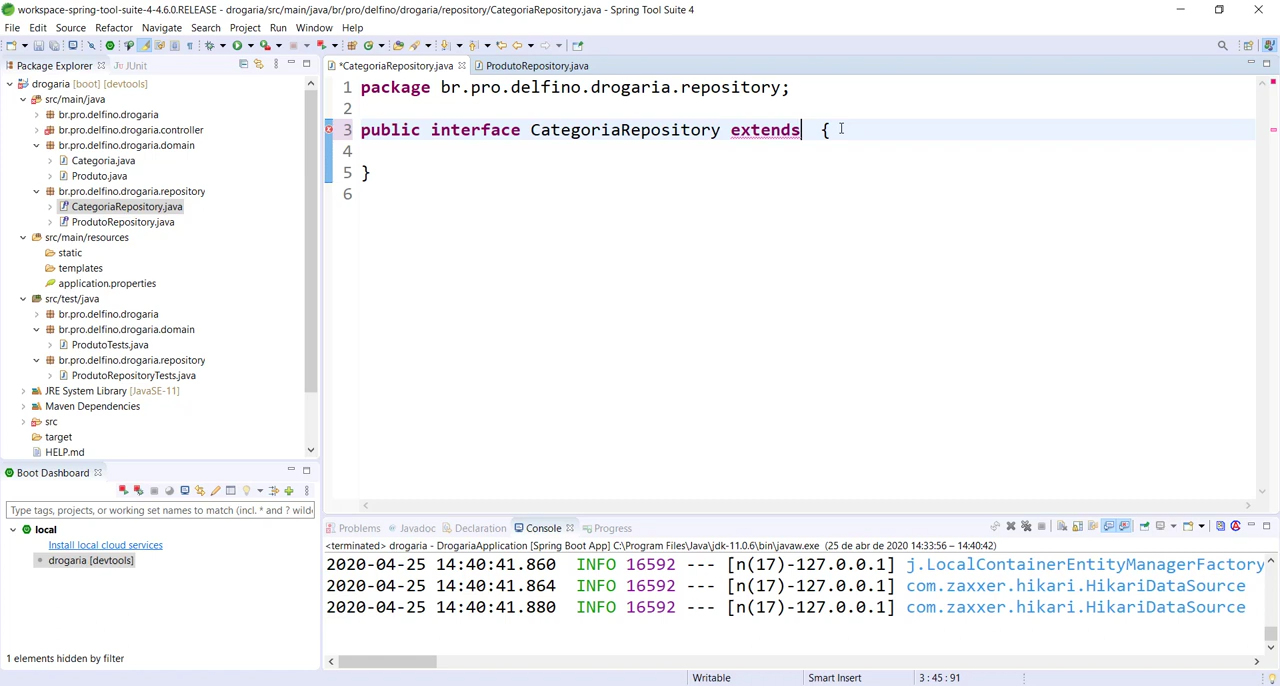 workspace-spring-tool-suite-4-4.6.0.RELEASE - drogaria/src/main/java/br/pro/delfino/drogaria/repository/CategoriaRepository.java - Spring Tool Suite 4
File Edit Source Refactor Navigate Search Project Run Window Help
Package Explorer JUnit
*CategoriaRepository.java ProdutoRepository.java
drogaria [boot] [devtools]
src/main/java
br.pro.delfino.drogaria
br.pro.delfino.drogaria.controller
br.pro.delfino.drogaria.domain
Categoria.java
Produto.java
br.pro.delfino.drogaria.repository
CategoriaRepository.java
ProdutoRepository.java
src/main/resources
static
templates
application.properties
src/test/java
br.pro.delfino.drogaria
br.pro.delfino.drogaria.domain
ProdutoTests.java
br.pro.delfino.drogaria.repository
ProdutoRepositoryTests.java
JRE System Library [JavaSE-11]
Maven Dependencies
src
target
HELP.md
1 package br.pro.delfino.drogaria.repository;
2
3 public interface CategoriaRepository extends {
4
5 }
6
Boot Dashboard
Type tags, projects, or working set names to match (incl. * and ? wild
local
Install local cloud services
drogaria [devtools]
1 elements hidden by filter
Problems Javadoc Declaration Console Progress
<terminated> drogaria - DrogariaApplication [Spring Boot App] C:\Program Files\Java\jdk-11.0.6\bin\javaw.exe (25 de abr de 2020 14:33:56 – 14:40:42)
2020-04-25 14:40:41.860 INFO 16592 --- [n(17)-127.0.0.1] j.LocalContainerEntityManagerFactory
2020-04-25 14:40:41.864 INFO 16592 --- [n(17)-127.0.0.1] com.zaxxer.hikari.HikariDataSource
2020-04-25 14:40:41.880 INFO 16592 --- [n(17)-127.0.0.1] com.zaxxer.hikari.HikariDataSource
Writable Smart Insert 3 : 45 : 91